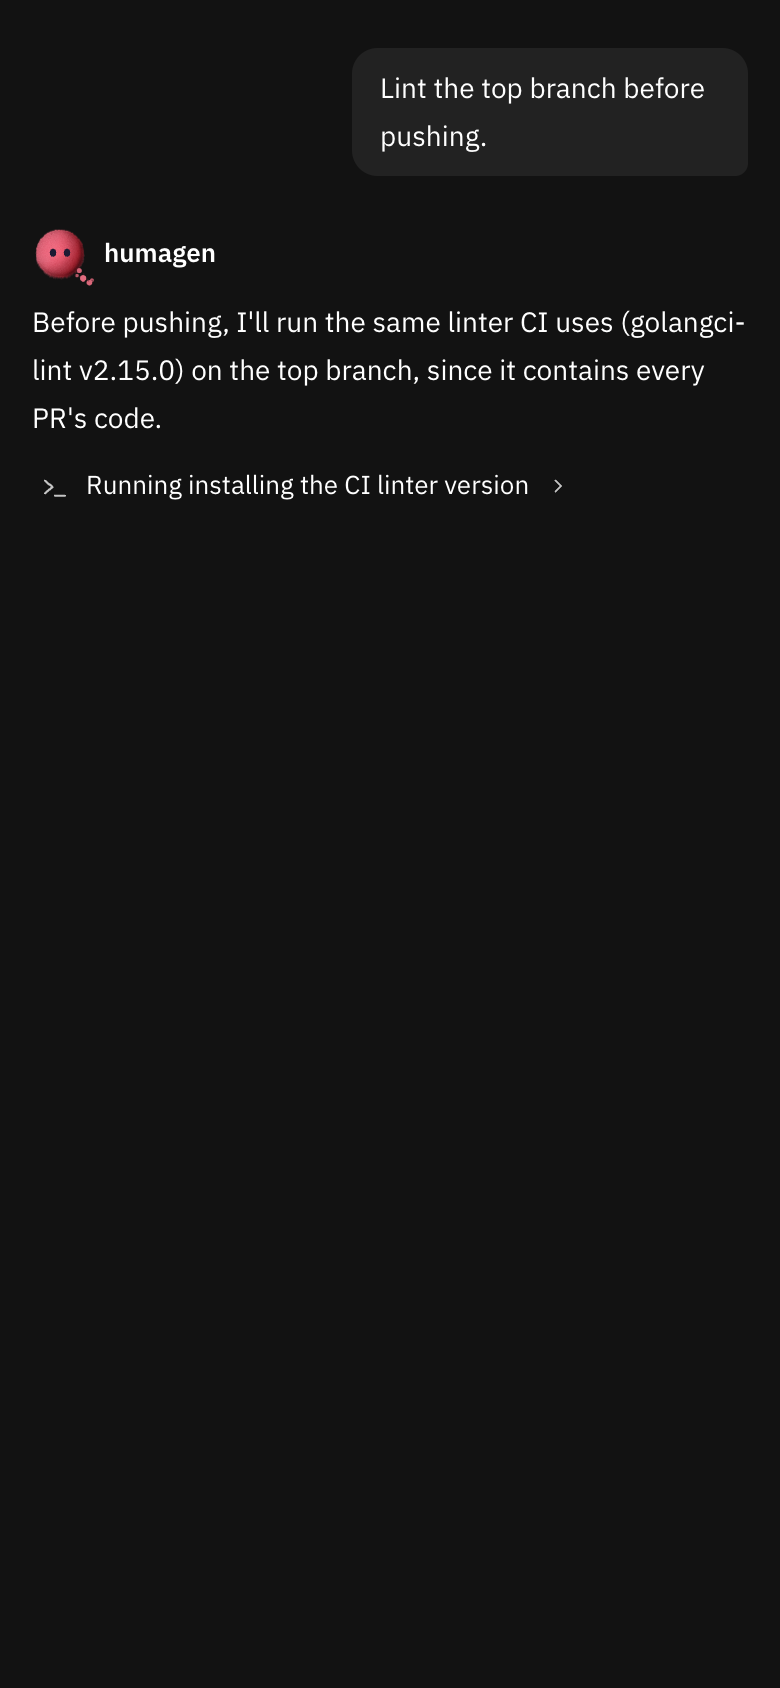 Lint the top branch before
pushing.
humagen
Before pushing, I'll run the same linter CI uses (golangci-
lint v2.15.0) on the top branch, since it contains every
PR's code.
>_ Running installing the CI linter version >